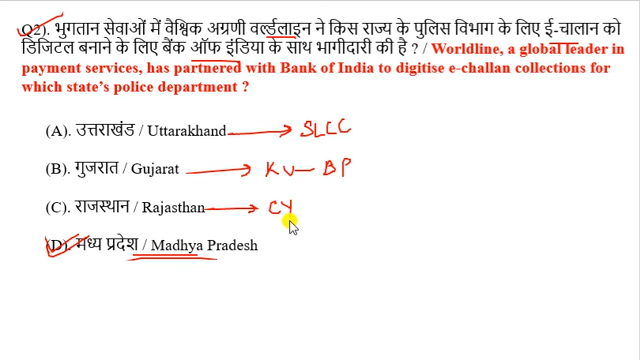 Q2). भुगतान सेवाओं में वैश्विक अग्रणी वर्ल्डलाइन ने किस राज्य के पुलिस विभाग के लिए ई-चालान को
डिजिटल बनाने के लिए बैंक ऑफ इंडिया के साथ भागीदारी की है ? / Worldline, a global leader in
payment services, has partnered with Bank of India to digitise e-challan collections for
which state's police department ?
(A). उत्तराखंड / Uttarakhand SLCC
(B). गुजरात / Gujarat KV— BP
(C). राजस्थान / Rajasthan CY
(D). मध्य प्रदेश / Madhya Pradesh